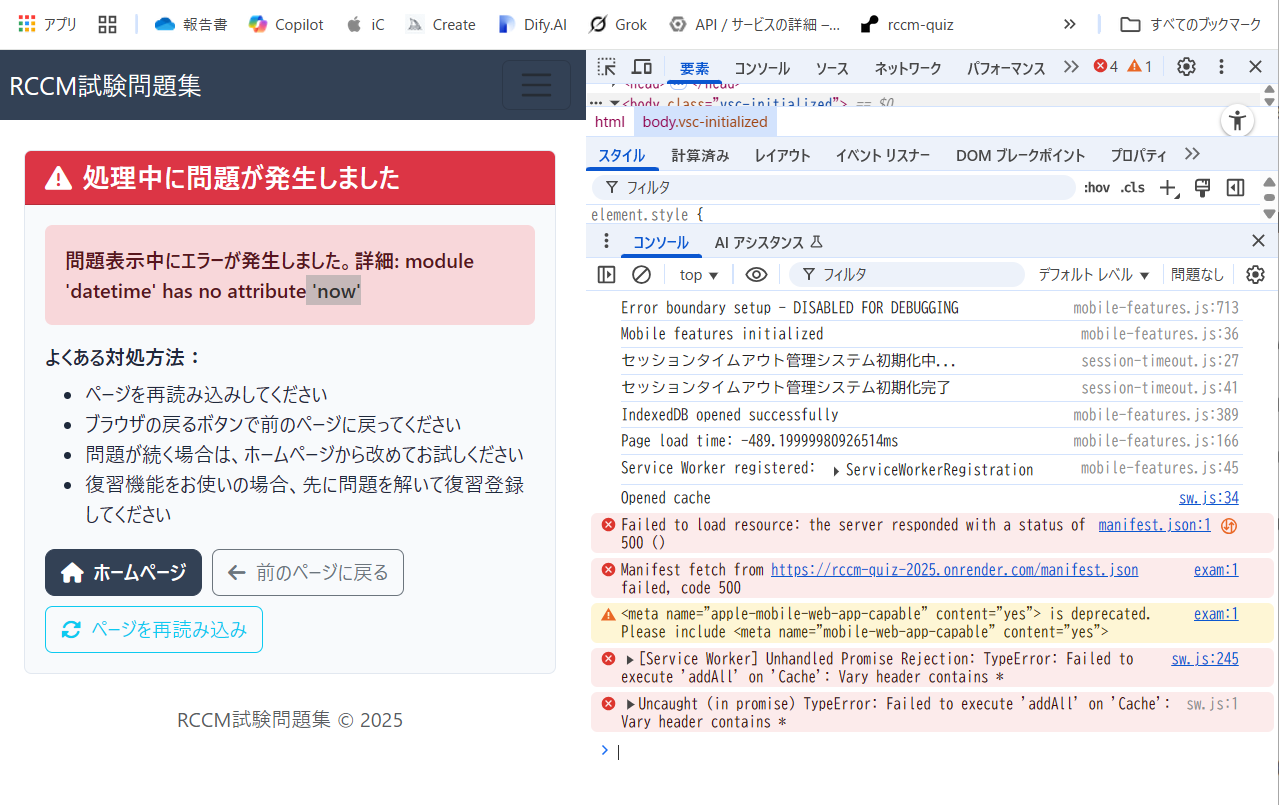 アプリ
報告書
Copilot
iC
Create
Dify.AI
Grok
API / サービスの詳細 –...
rccm-quiz
すべてのブックマーク
RCCM試験問題集
処理中に問題が発生しました
問題表示中にエラーが発生しました。詳細: module
'datetime' has no attribute 'now'
よくある対処方法：
ページを再読み込みしてください
ブラウザの戻るボタンで前のページに戻ってください
問題が続く場合は、ホームページから改めてお試しください
復習機能をお使いの場合、先に問題を解いて復習登録
してください
ホームページ
前のページに戻る
ページを再読み込み
RCCM試験問題集 © 2025
要素
コンソール
ソース
ネットワーク
パフォーマンス
4
1
<body class="vsc-initialized"> == $0
html
body.vsc-initialized
スタイル
計算済み
レイアウト
イベント リスナー
DOM ブレークポイント
プロパティ
フィルタ
:hov
.cls
element.style {
コンソール
AI アシスタンス
top
フィルタ
デフォルト レベル
問題なし
Error boundary setup - DISABLED FOR DEBUGGING mobile-features.js:713
Mobile features initialized mobile-features.js:36
セッションタイムアウト管理システム初期化中... session-timeout.js:27
セッションタイムアウト管理システム初期化完了 session-timeout.js:41
IndexedDB opened successfully mobile-features.js:389
Page load time: -489.19999980926514ms mobile-features.js:166
Service Worker registered: ServiceWorkerRegistration mobile-features.js:45
Opened cache sw.js:34
Failed to load resource: the server responded with a status of manifest.json:1
500 ()
Manifest fetch from https://rccm-quiz-2025.onrender.com/manifest.json exam:1
failed, code 500
<meta name="apple-mobile-web-app-capable" content="yes"> is deprecated. exam:1
Please include <meta name="mobile-web-app-capable" content="yes">
[Service Worker] Unhandled Promise Rejection: TypeError: Failed to sw.js:245
execute 'addAll' on 'Cache': Vary header contains *
Uncaught (in promise) TypeError: Failed to execute 'addAll' on 'Cache': sw.js:1
Vary header contains *